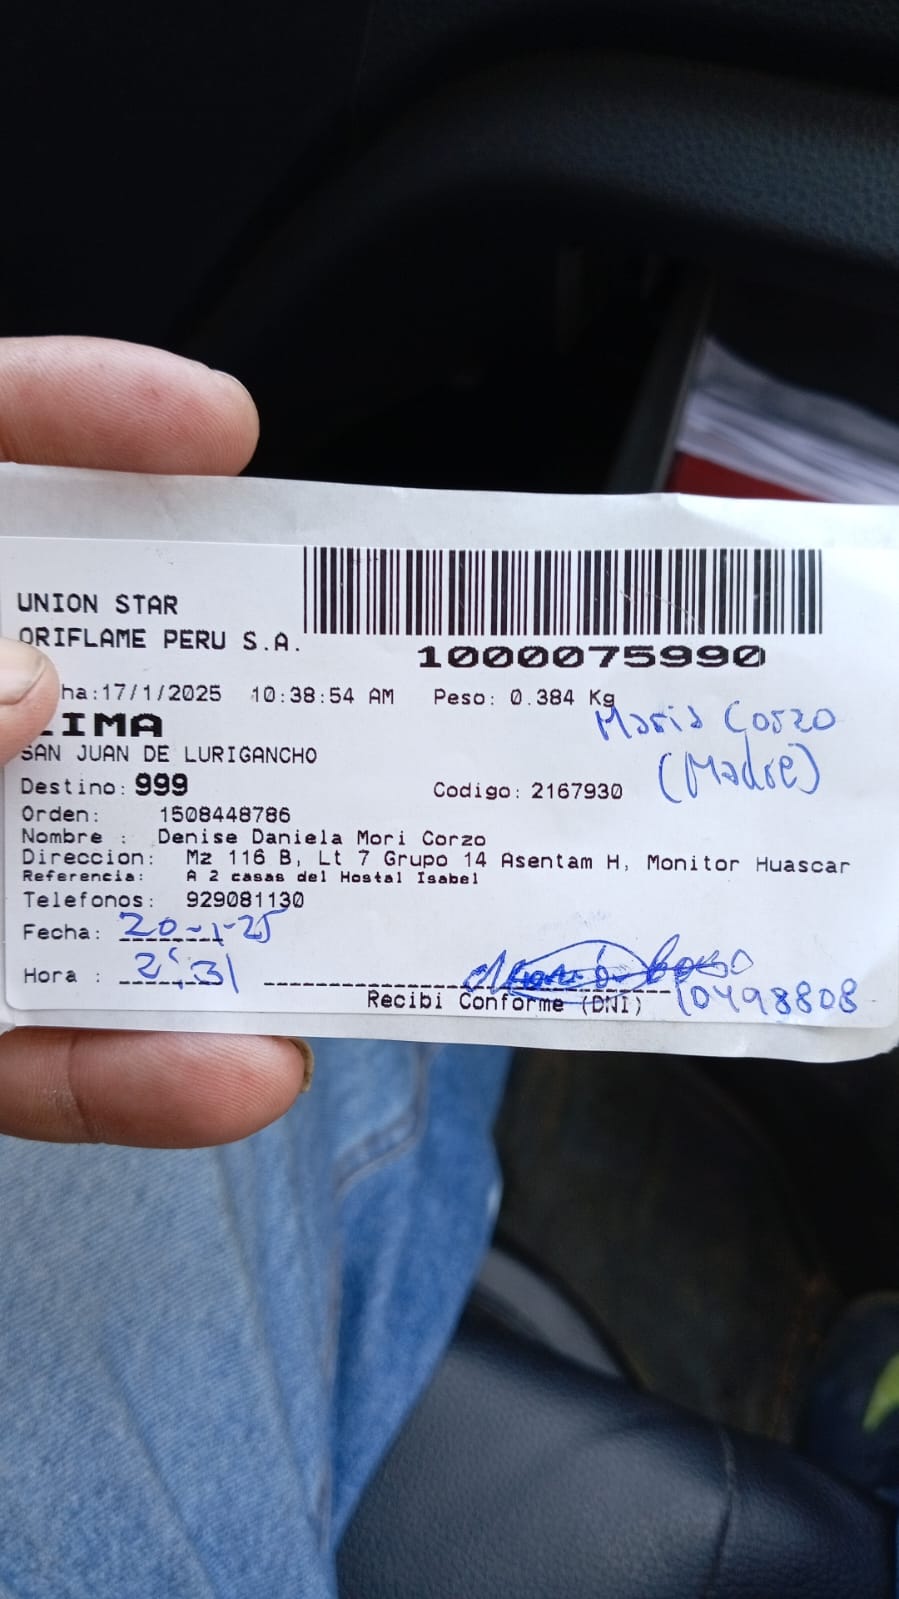 UNION STAR
ORIFLAME PERU S.A.
1000075990
ha:17/1/2025 10:38:54 AM Peso: 0.384 Kg
LIMA
Maria Corzo
(Madre)
SAN JUAN DE LURIGANCHO
Destino: 999 Codigo: 2167930
Orden: 1508448786
Nombre : Denise Daniela Mori Corzo
Direccion: Mz 116 B, Lt 7 Grupo 14 Asentam H, Monitor Huascar
Referencia: A 2 casas del Hostal Isabel
Telefonos: 929081130
Fecha: 20-1-25
Hora : 2:31
Recibi Conforme (DNI) 10498808